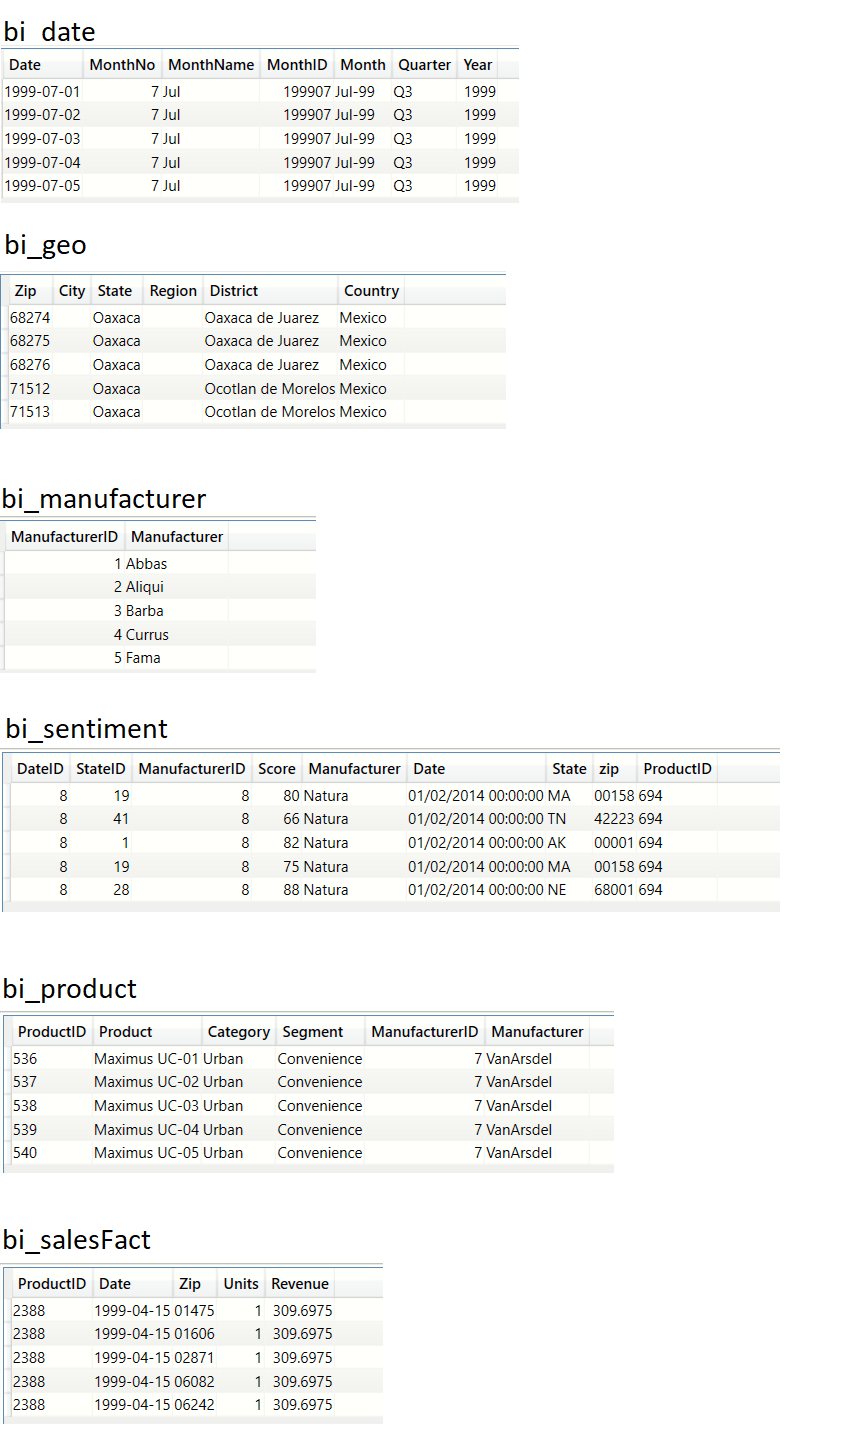 bi_date
Date MonthNo MonthName MonthID Month Quarter Year
1999-07-01 7 Jul 199907 Jul-99 Q3 1999
1999-07-02 7 Jul 199907 Jul-99 Q3 1999
1999-07-03 7 Jul 199907 Jul-99 Q3 1999
1999-07-04 7 Jul 199907 Jul-99 Q3 1999
1999-07-05 7 Jul 199907 Jul-99 Q3 1999
bi_geo
Zip City State Region District Country
68274 Oaxaca Oaxaca de Juarez Mexico
68275 Oaxaca Oaxaca de Juarez Mexico
68276 Oaxaca Oaxaca de Juarez Mexico
71512 Oaxaca Ocotlan de Morelos Mexico
71513 Oaxaca Ocotlan de Morelos Mexico
bi_manufacturer
ManufacturerID Manufacturer
1 Abbas
2 Aliqui
3 Barba
4 Currus
5 Fama
bi_sentiment
DateID StateID ManufacturerID Score Manufacturer Date State zip ProductID
8 19 8 80 Natura 01/02/2014 00:00:00 MA 00158 694
8 41 8 66 Natura 01/02/2014 00:00:00 TN 42223 694
8 1 8 82 Natura 01/02/2014 00:00:00 AK 00001 694
8 19 8 75 Natura 01/02/2014 00:00:00 MA 00158 694
8 28 8 88 Natura 01/02/2014 00:00:00 NE 68001 694
bi_product
ProductID Product Category Segment ManufacturerID Manufacturer
536 Maximus UC-01 Urban Convenience 7 VanArsdel
537 Maximus UC-02 Urban Convenience 7 VanArsdel
538 Maximus UC-03 Urban Convenience 7 VanArsdel
539 Maximus UC-04 Urban Convenience 7 VanArsdel
540 Maximus UC-05 Urban Convenience 7 VanArsdel
bi_salesFact
ProductID Date Zip Units Revenue
2388 1999-04-15 01475 1 309.6975
2388 1999-04-15 01606 1 309.6975
2388 1999-04-15 02871 1 309.6975
2388 1999-04-15 06082 1 309.6975
2388 1999-04-15 06242 1 309.6975